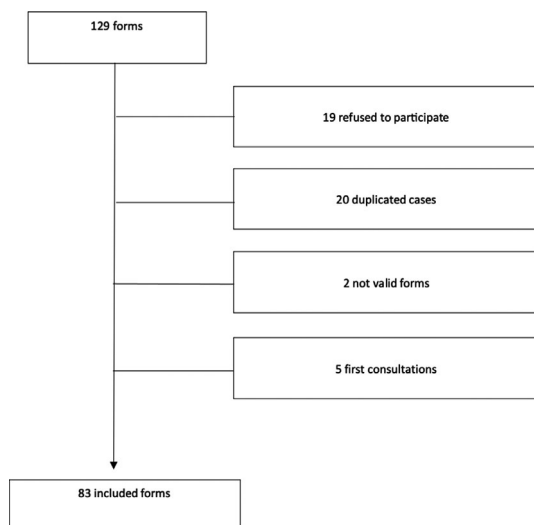 129 forms
19 refused to participate
20 duplicated cases
2 not valid forms
5 first consultations
83 included forms